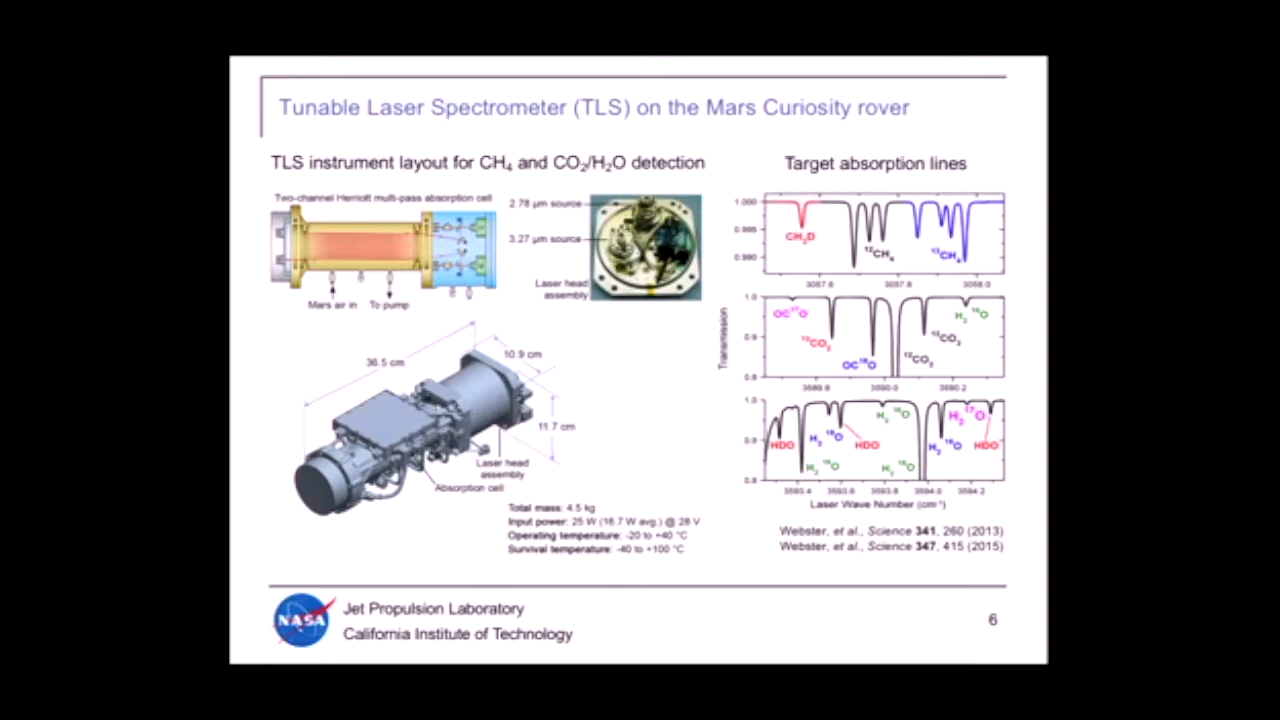 Tunable Laser Spectrometer (TLS) on the Mars Curiosity rover
TLS instrument layout for CH₄ and CO₂/H₂O detection
Two-channel Herriott multi-pass absorption cell
Mars air in
To pump
2.78 µm source
3.27 µm source
Laser head
assembly
36.5 cm
10.9 cm
11.7 cm
Laser head
assembly
Absorption cell
Total mass: 4.5 kg
Input power: 25 W (16.7 W avg.) @ 28 V
Operating temperature: -20 to +40 °C
Survival temperature: -40 to +100 °C
Target absorption lines
Transmission
1.000
0.995
0.990
CH₃D
¹²CH₄
¹³CH₄
3057.6
3057.8
3058.0
1.0
0.9
0.8
OC¹⁷O
¹³CO₂
OC¹⁸O
¹²CO₂
¹²CO₂
H₂ ¹⁶O
3589.8
3590.0
3590.2
1.0
0.9
0.8
HDO
H₂ ¹⁶O
H₂ ¹⁸O
HDO
H₂ ¹⁶O
H₂ ¹⁶O
H₂ ¹⁸O
H₂ ¹⁷O
HDO
3593.4
3593.6
3593.8
3594.0
3594.2
Laser Wave Number (cm⁻¹)
Webster, et al., Science 341, 260 (2013)
Webster, et al., Science 347, 415 (2015)
NASA
Jet Propulsion Laboratory
California Institute of Technology
6